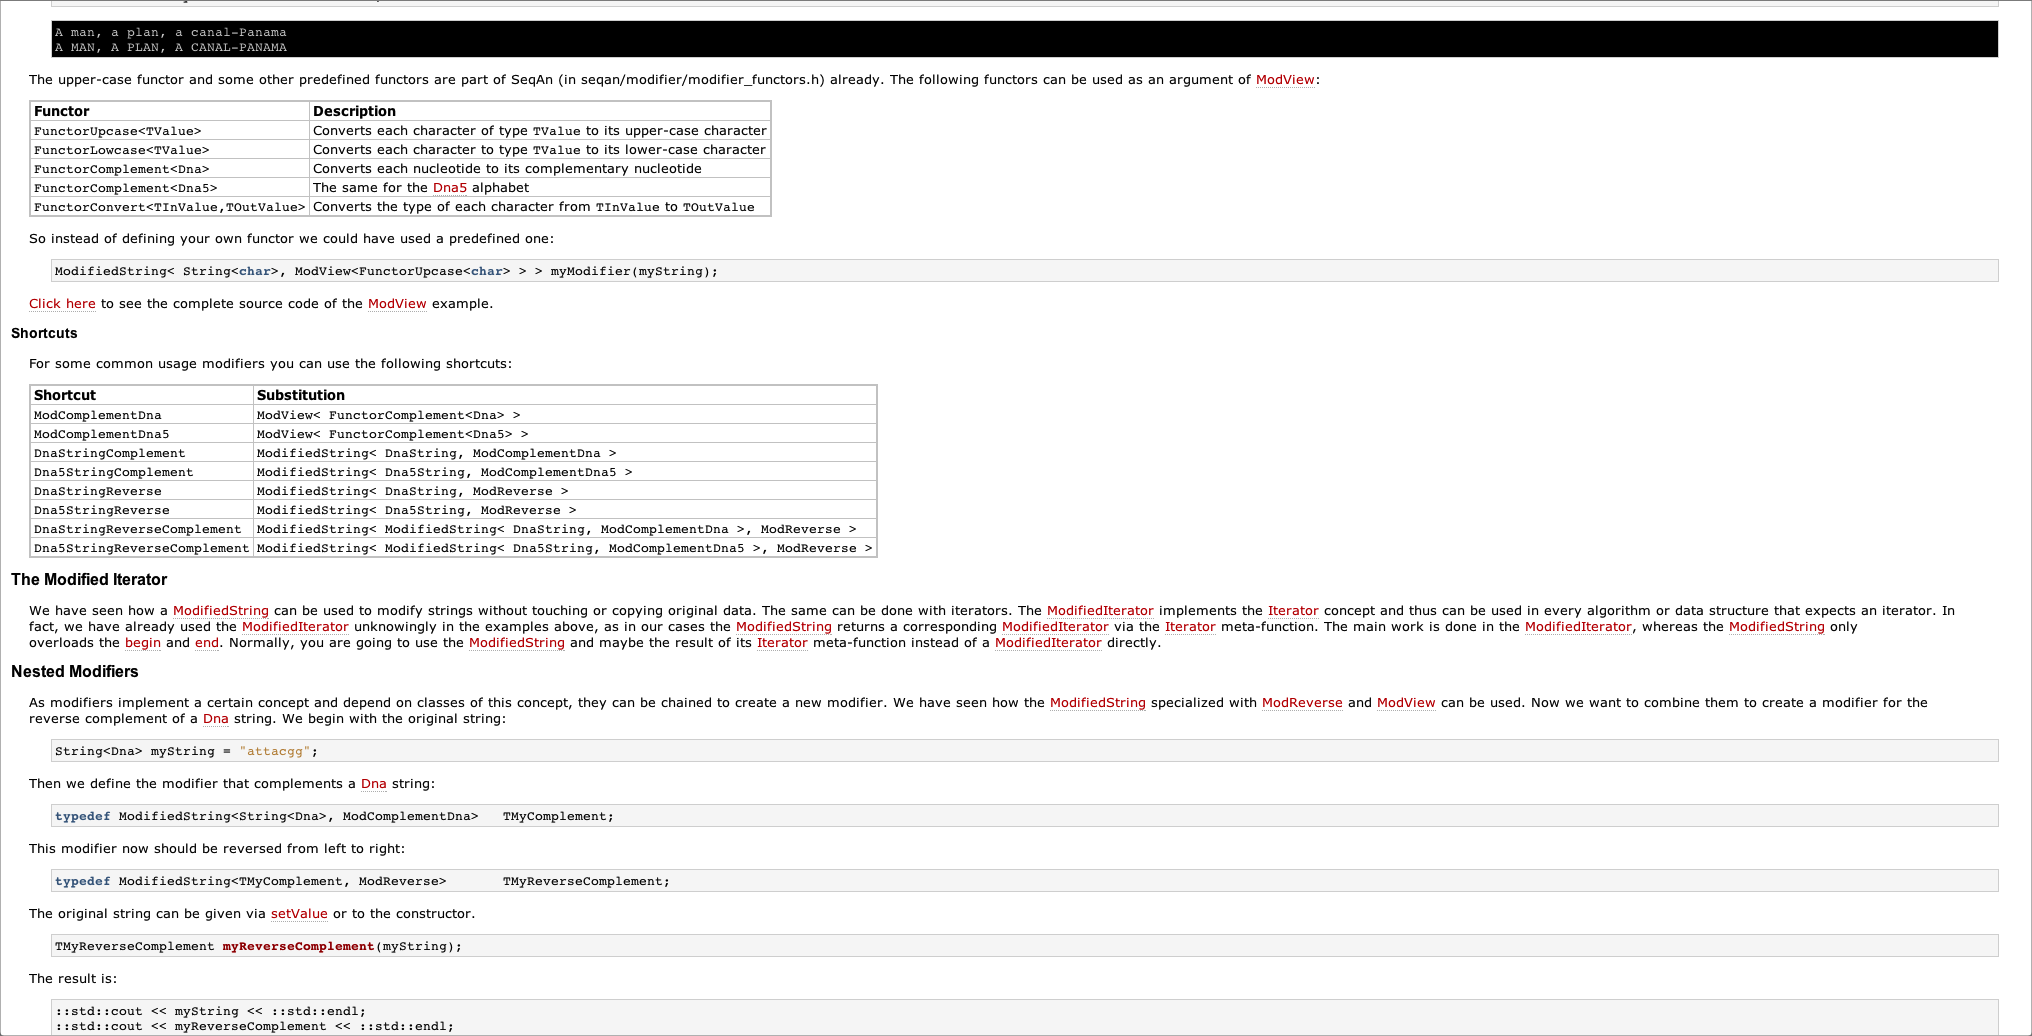 A man, a plan, a canal-Panama
A MAN, A PLAN, A CANAL-PANAMA
The upper-case functor and some other predefined functors are part of SeqAn (in seqan/modifier/modifier_functors.h) already. The following functors can be used as an argument of ModView:
Functor Description
FunctorUpcase<TValue> Converts each character of type TValue to its upper-case character
FunctorLowcase<TValue> Converts each character to type TValue to its lower-case character
FunctorComplement<Dna> Converts each nucleotide to its complementary nucleotide
FunctorComplement<Dna5> The same for the Dna5 alphabet
FunctorConvert<TInValue,TOutValue> Converts the type of each character from TInValue to TOutValue
So instead of defining your own functor we could have used a predefined one:
ModifiedString< String<char>, ModView<FunctorUpcase<char> > > myModifier(myString);
Click here to see the complete source code of the ModView example.
Shortcuts
For some common usage modifiers you can use the following shortcuts:
Shortcut Substitution
ModComplementDna ModView< FunctorComplement<Dna> >
ModComplementDna5 ModView< FunctorComplement<Dna5> >
DnaStringComplement ModifiedString< DnaString, ModComplementDna >
Dna5StringComplement ModifiedString< Dna5String, ModComplementDna5 >
DnaStringReverse ModifiedString< DnaString, ModReverse >
Dna5StringReverse ModifiedString< Dna5String, ModReverse >
DnaStringReverseComplement ModifiedString< ModifiedString< DnaString, ModComplementDna >, ModReverse >
Dna5StringReverseComplement ModifiedString< ModifiedString< Dna5String, ModComplementDna5 >, ModReverse >
The Modified Iterator
We have seen how a ModifiedString can be used to modify strings without touching or copying original data. The same can be done with iterators. The ModifiedIterator implements the Iterator concept and thus can be used in every algorithm or data structure that expects an iterator. In
fact, we have already used the ModifiedIterator unknowingly in the examples above, as in our cases the ModifiedString returns a corresponding ModifiedIterator via the Iterator meta-function. The main work is done in the ModifiedIterator, whereas the ModifiedString only
overloads the begin and end. Normally, you are going to use the ModifiedString and maybe the result of its Iterator meta-function instead of a ModifiedIterator directly.
Nested Modifiers
As modifiers implement a certain concept and depend on classes of this concept, they can be chained to create a new modifier. We have seen how the ModifiedString specialized with ModReverse and ModView can be used. Now we want to combine them to create a modifier for the
reverse complement of a Dna string. We begin with the original string:
String<Dna> myString = "attacgg";
Then we define the modifier that complements a Dna string:
typedef ModifiedString<String<Dna>, ModComplementDna> TMyComplement;
This modifier now should be reversed from left to right:
typedef ModifiedString<TMyComplement, ModReverse> TMyReverseComplement;
The original string can be given via setValue or to the constructor.
TMyReverseComplement myReverseComplement(myString);
The result is:
::std::cout << myString << ::std::endl;
::std::cout << myReverseComplement << ::std::endl;